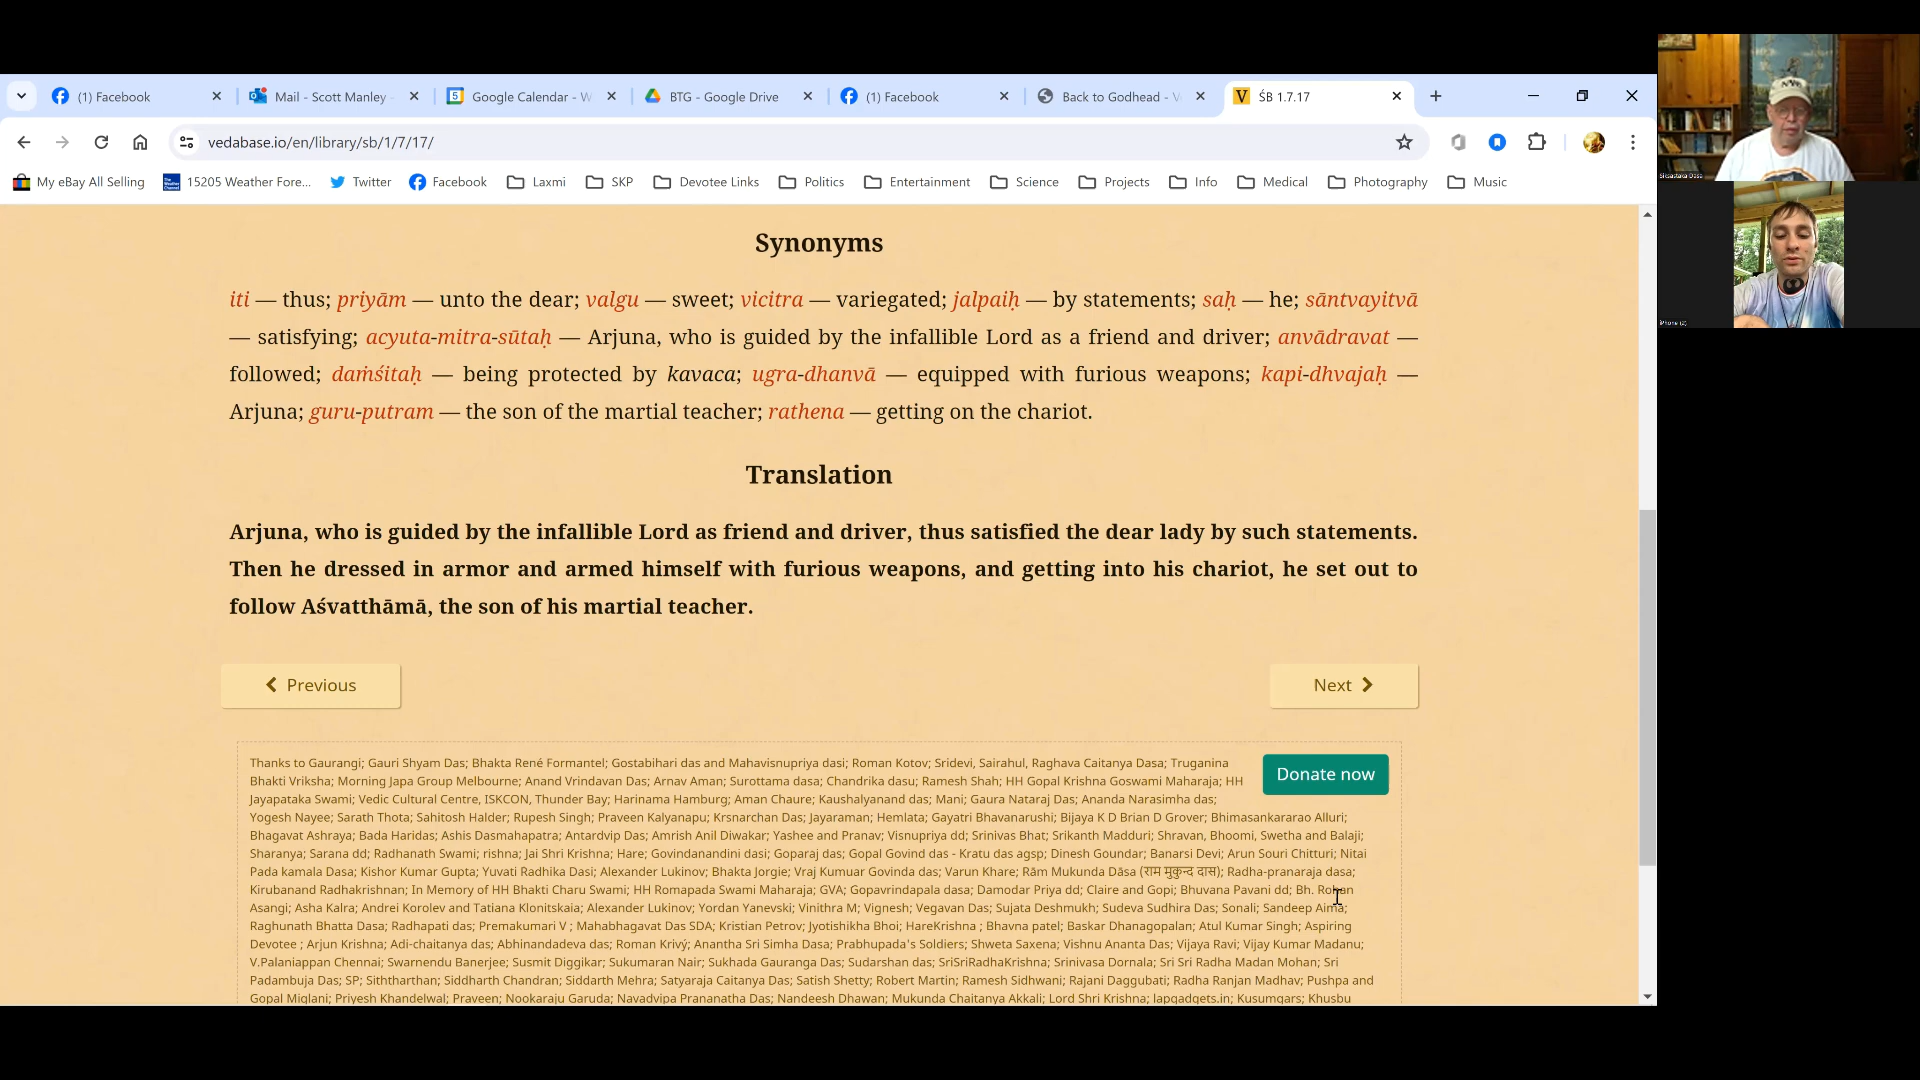 (1) Facebook
Mail - Scott Manley -
Google Calendar - W
BTG - Google Drive
(1) Facebook
Back to Godhead - V
ŚB 1.7.17
vedabase.io/en/library/sb/1/7/17/
My eBay All Selling
15205 Weather Fore...
Twitter
Facebook
Laxmi
SKP
Devotee Links
Politics
Entertainment
Science
Projects
Info
Medical
Photography
Music
Synonyms
iti — thus; priyām — unto the dear; valgu — sweet; vicitra — variegated; jalpaiḥ — by statements; saḥ — he; sāntvayitvā
— satisfying; acyuta-mitra-sūtaḥ — Arjuna, who is guided by the infallible Lord as a friend and driver; anvādravat —
followed; daṁśitaḥ — being protected by kavaca; ugra-dhanvā — equipped with furious weapons; kapi-dhvajaḥ —
Arjuna; guru-putram — the son of the martial teacher; rathena — getting on the chariot.
Translation
Arjuna, who is guided by the infallible Lord as friend and driver, thus satisfied the dear lady by such statements.
Then he dressed in armor and armed himself with furious weapons, and getting into his chariot, he set out to
follow Aśvatthāmā, the son of his martial teacher.
Previous
Next
Donate now
Thanks to Gaurangi; Gauri Shyam Das; Bhakta René Formantel; Gostabihari das and Mahavisnupriya dasi; Roman Kotov; Sridevi, Sairahul, Raghava Caitanya Dasa; Truganina
Bhakti Vriksha; Morning Japa Group Melbourne; Anand Vrindavan Das; Arnav Aman; Surottama dasa; Chandrika dasu; Ramesh Shah; HH Gopal Krishna Goswami Maharaja; HH
Jayapataka Swami; Vedic Cultural Centre, ISKCON, Thunder Bay; Harinama Hamburg; Aman Chaure; Kaushalyanand das; Mani; Gaura Nataraj Das; Ananda Narasimha das;
Yogesh Nayee; Sarath Thota; Sahitosh Halder; Rupesh Singh; Praveen Kalyanapu; Krsnarchan Das; Jayaraman; Hemlata; Gayatri Bhavanarushi; Bijaya K D Brian D Grover; Bhimasankararao Alluri;
Bhagavat Ashraya; Bada Haridas; Ashis Dasmahapatra; Antardvip Das; Amrish Anil Diwakar; Yashee and Pranav; Visnupriya dd; Srinivas Bhat; Srikanth Madduri; Shravan, Bhoomi, Swetha and Balaji;
Sharanya; Sarana dd; Radhanath Swami; rishna; Jai Shri Krishna; Hare; Govindanandini dasi; Goparaj das; Gopal Govind das - Kratu das agsp; Dinesh Goundar; Banarsi Devi; Arun Souri Chitturi; Nitai
Pada kamala Dasa; Kishor Kumar Gupta; Yuvati Radhika Dasi; Alexander Lukinov; Bhakta Jorgie; Vraj Kumuar Govinda das; Varun Khare; Rām Mukunda Dāsa (राम मुकुन्द दास); Radha-pranaraja dasa;
Kirubanand Radhakrishnan; In Memory of HH Bhakti Charu Swami; HH Romapada Swami Maharaja; GVA; Gopavrindapala dasa; Damodar Priya dd; Claire and Gopi; Bhuvana Pavani dd; Bh. Rohan
Asangi; Asha Kalra; Andrei Korolev and Tatiana Klonitskaia; Alexander Lukinov; Yordan Yanevski; Vinithra M; Vignesh; Vegavan Das; Sujata Deshmukh; Sudeva Sudhira Das; Sonali; Sandeep Aima;
Raghunath Bhatta Dasa; Radhapati das; Premakumari V ; Mahabhagavat Das SDA; Kristian Petrov; Jyotishikha Bhoi; HareKrishna ; Bhavna patel; Baskar Dhanagopalan; Atul Kumar Singh; Aspiring
Devotee ; Arjun Krishna; Adi-chaitanya das; Abhinandadeva das; Roman Krivý; Anantha Sri Simha Dasa; Prabhupada's Soldiers; Shweta Saxena; Vishnu Ananta Das; Vijaya Ravi; Vijay Kumar Madanu;
V.Palaniappan Chennai; Swarnendu Banerjee; Susmit Diggikar; Sukumaran Nair; Sukhada Gauranga Das; Sudarshan das; SriSriRadhaKrishna; Srinivasa Dornala; Sri Sri Radha Madan Mohan; Sri
Padambuja Das; SP; Siththarthan; Siddharth Chandran; Siddarth Mehra; Satyaraja Caitanya Das; Satish Shetty; Robert Martin; Ramesh Sidhwani; Rajani Daggubati; Radha Ranjan Madhav; Pushpa and
Gopal Miglani; Priyesh Khandelwal; Praveen; Nookaraju Garuda; Navadvipa Prananatha Das; Nandeesh Dhawan; Mukunda Chaitanya Akkali; Lord Shri Krishna; lapgadgets.in; Kusumgars; Khusbu
Siksastaka Dasa
iPhone (2)